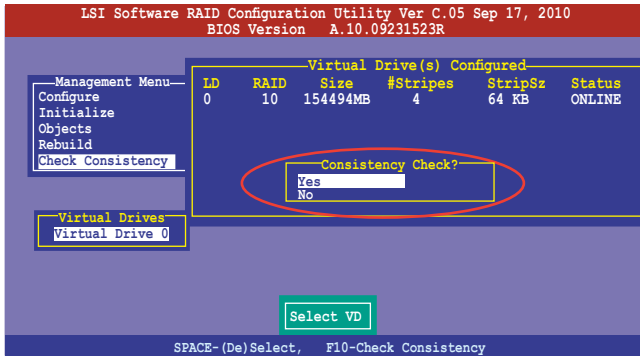 LSI Software RAID Configuration Utility Ver C.05 Sep 17, 2010
BIOS Version A.10.09231523R
Virtual Drive(s) Configured
LD RAID Size #Stripes StripSz Status
0 10 154494MB 4 64 KB ONLINE
Management Menu
Configure
Initialize
Objects
Rebuild
Check Consistency
Consistency Check?
Yes
No
Virtual Drives
Virtual Drive 0
Select VD
SPACE-(De)Select, F10-Check Consistency